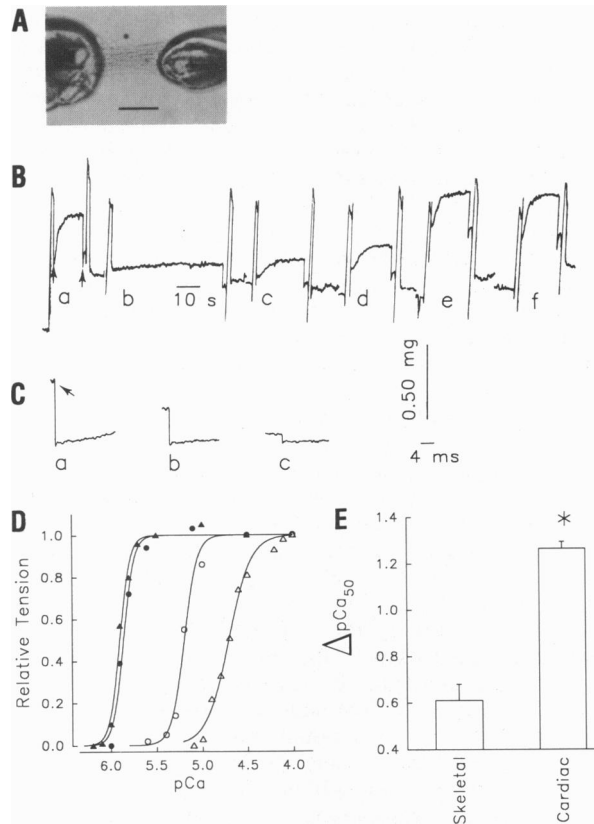 A
B
a
b
10 s
c
d
e
f
0.50 mg
C
a
b
c
4 ms
D
Relative Tension
1.0
0.8
0.6
0.4
0.2
0.0
6.0 5.5 5.0 4.5 4.0
pCa
E
△pCa50
1.4
1.2
1.0
0.8
0.6
0.4
*
Skeletal
Cardiac